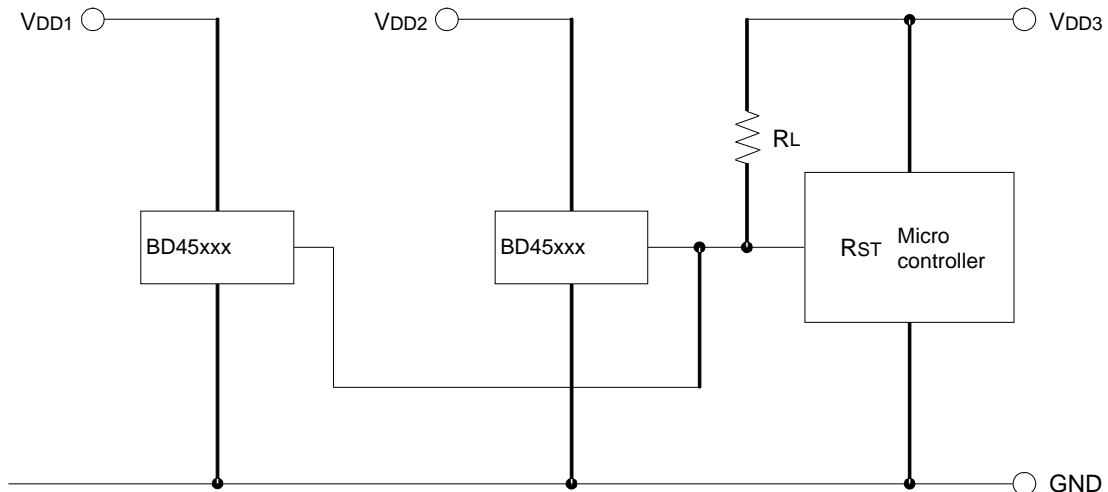 VDD1
VDD2
VDD3
RL
BD45xxx
BD45xxx
RST
Micro
controller
GND